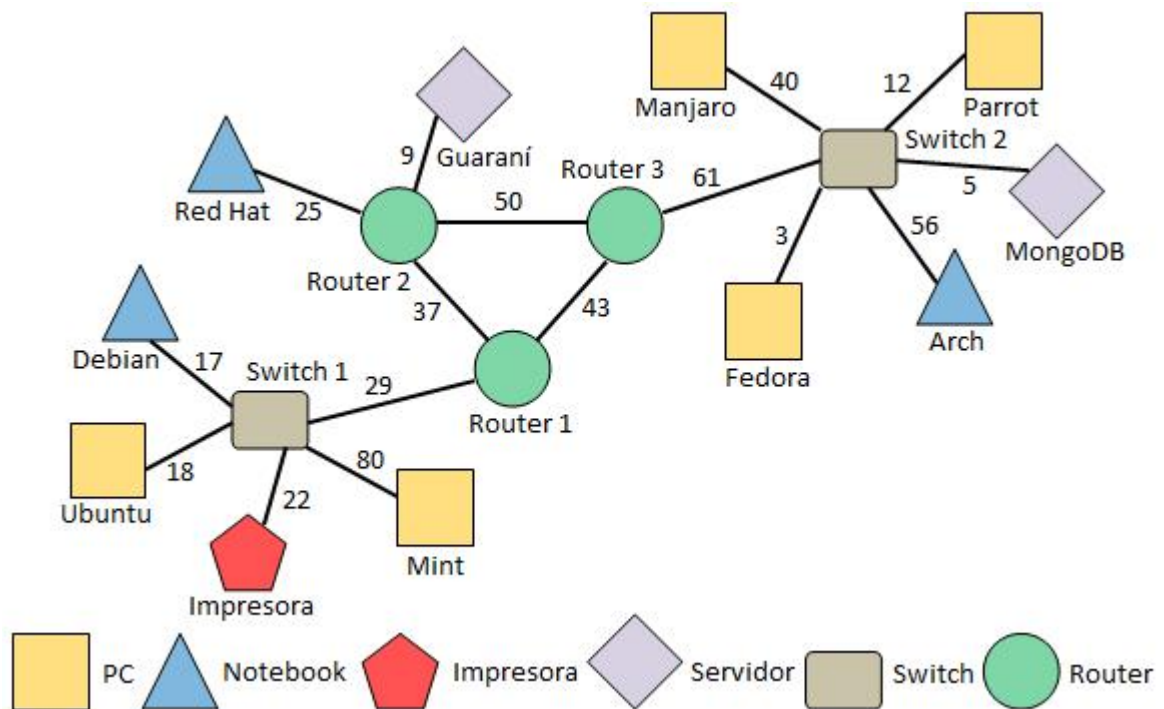 40
12
Manjaro
Parrot
Guaraní
9
Switch 2
Router 3
61
5
Red Hat
25
50
56
MongoDB
3
Router 2
37
43
Arch
Debian
17
Switch 1
29
Fedora
Router 1
18
80
22
Ubuntu
Mint
Impresora
PC
Notebook
Impresora
Servidor
Switch
Router